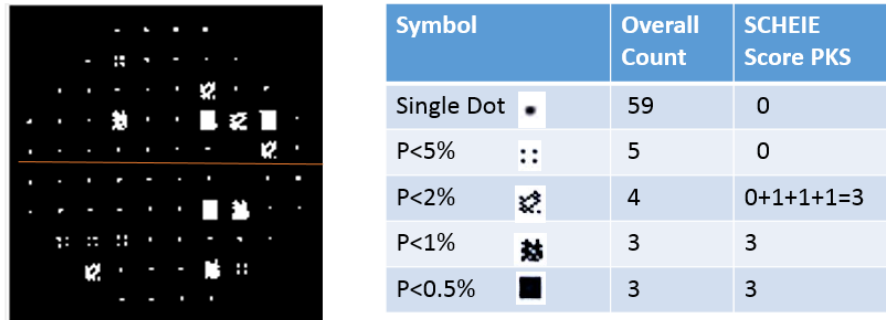 Symbol Overall Count SCHEIE Score PKS
Single Dot 59 0
P<5% 5 0
P<2% 4 0+1+1+1=3
P<1% 3 3
P<0.5% 3 3